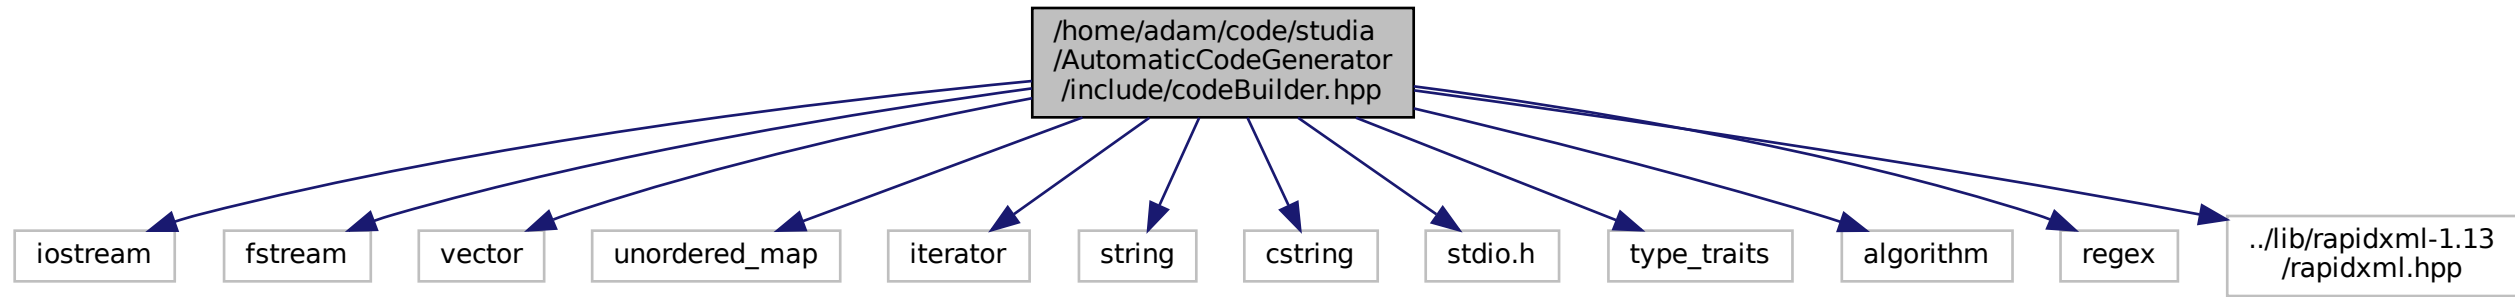 /home/adam/code/studia
/AutomaticCodeGenerator
/include/codeBuilder.hpp
iostream
fstream
vector
unordered_map
iterator
string
cstring
stdio.h
type_traits
algorithm
regex
../lib/rapidxml-1.13
/rapidxml.hpp